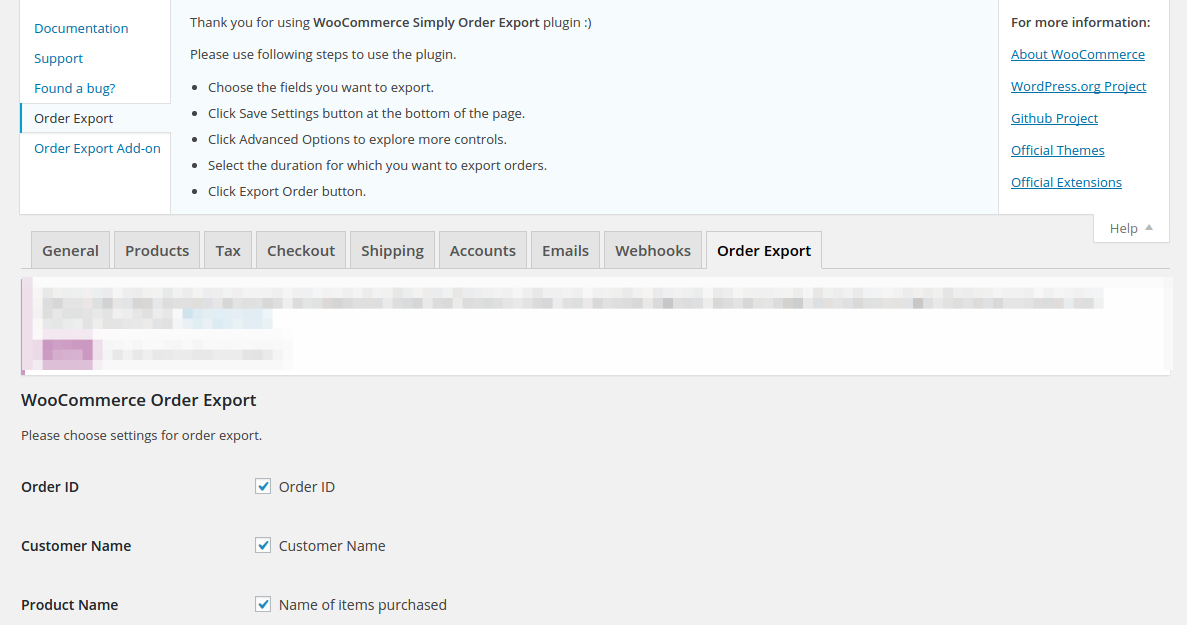 Documentation
Support
Found a bug?
Order Export
Order Export Add-on
Thank you for using WooCommerce Simply Order Export plugin :)
Please use following steps to use the plugin.
Choose the fields you want to export.
Click Save Settings button at the bottom of the page.
Click Advanced Options to explore more controls.
Select the duration for which you want to export orders.
Click Export Order button.
For more information:
About WooCommerce
WordPress.org Project
Github Project
Official Themes
Official Extensions
Help
General Products Tax Checkout Shipping Accounts Emails Webhooks Order Export
WooCommerce Order Export
Please choose settings for order export.
Order ID Order ID
Customer Name Customer Name
Product Name Name of items purchased